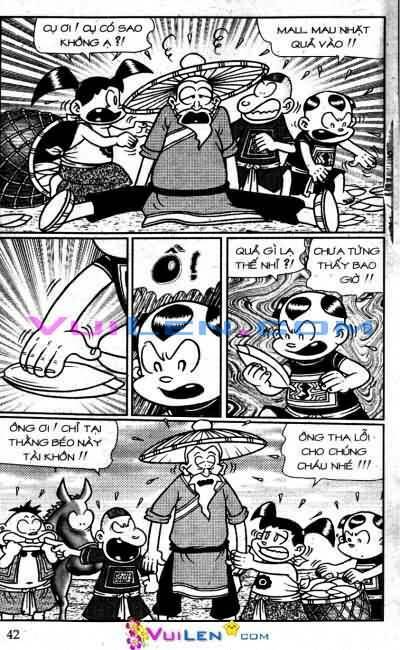 CỤ ƠI! CỤ CÓ SAO
KHÔNG Ạ ?!
MAU... MAU NHẶT
QUẢ VÀO !!
Ồ!
QUẢ GÌ LẠ
THẾ NHỈ ?!
CHƯA TỪNG
THẤY BAO
GIỜ !!
VUILEN.COM
ÔNG ƠI! CHỈ TẠI
THẰNG BÉO NÀY
TÀI KHÔN !!
ÔNG THA LỖI
CHO CHÚNG
CHÁU NHÉ !!!
42
VUILEN.COM